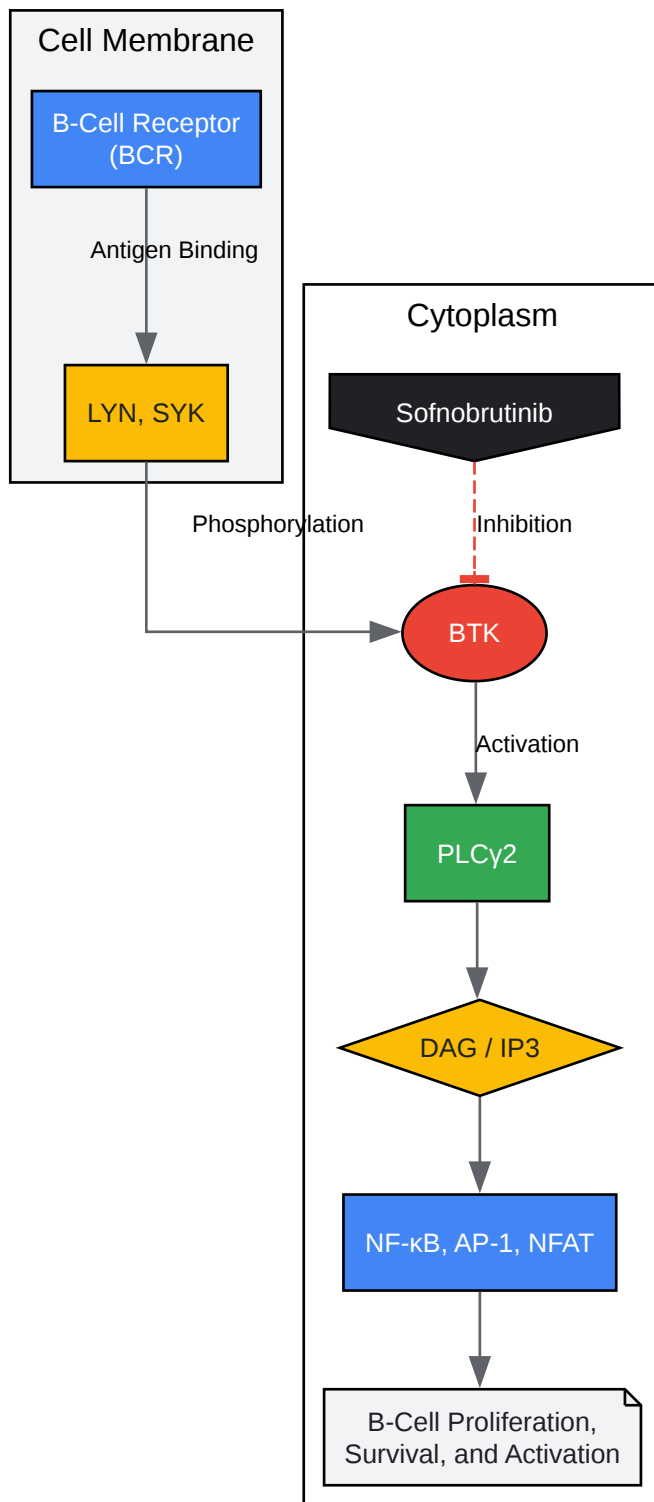 Cell Membrane
B-Cell Receptor
(BCR)
Antigen Binding
LYN, SYK
Cytoplasm
Sofnobrutinib
Phosphorylation
Inhibition
BTK
Activation
PLCγ2
DAG / IP3
NF-κB, AP-1, NFAT
B-Cell Proliferation,
Survival, and Activation